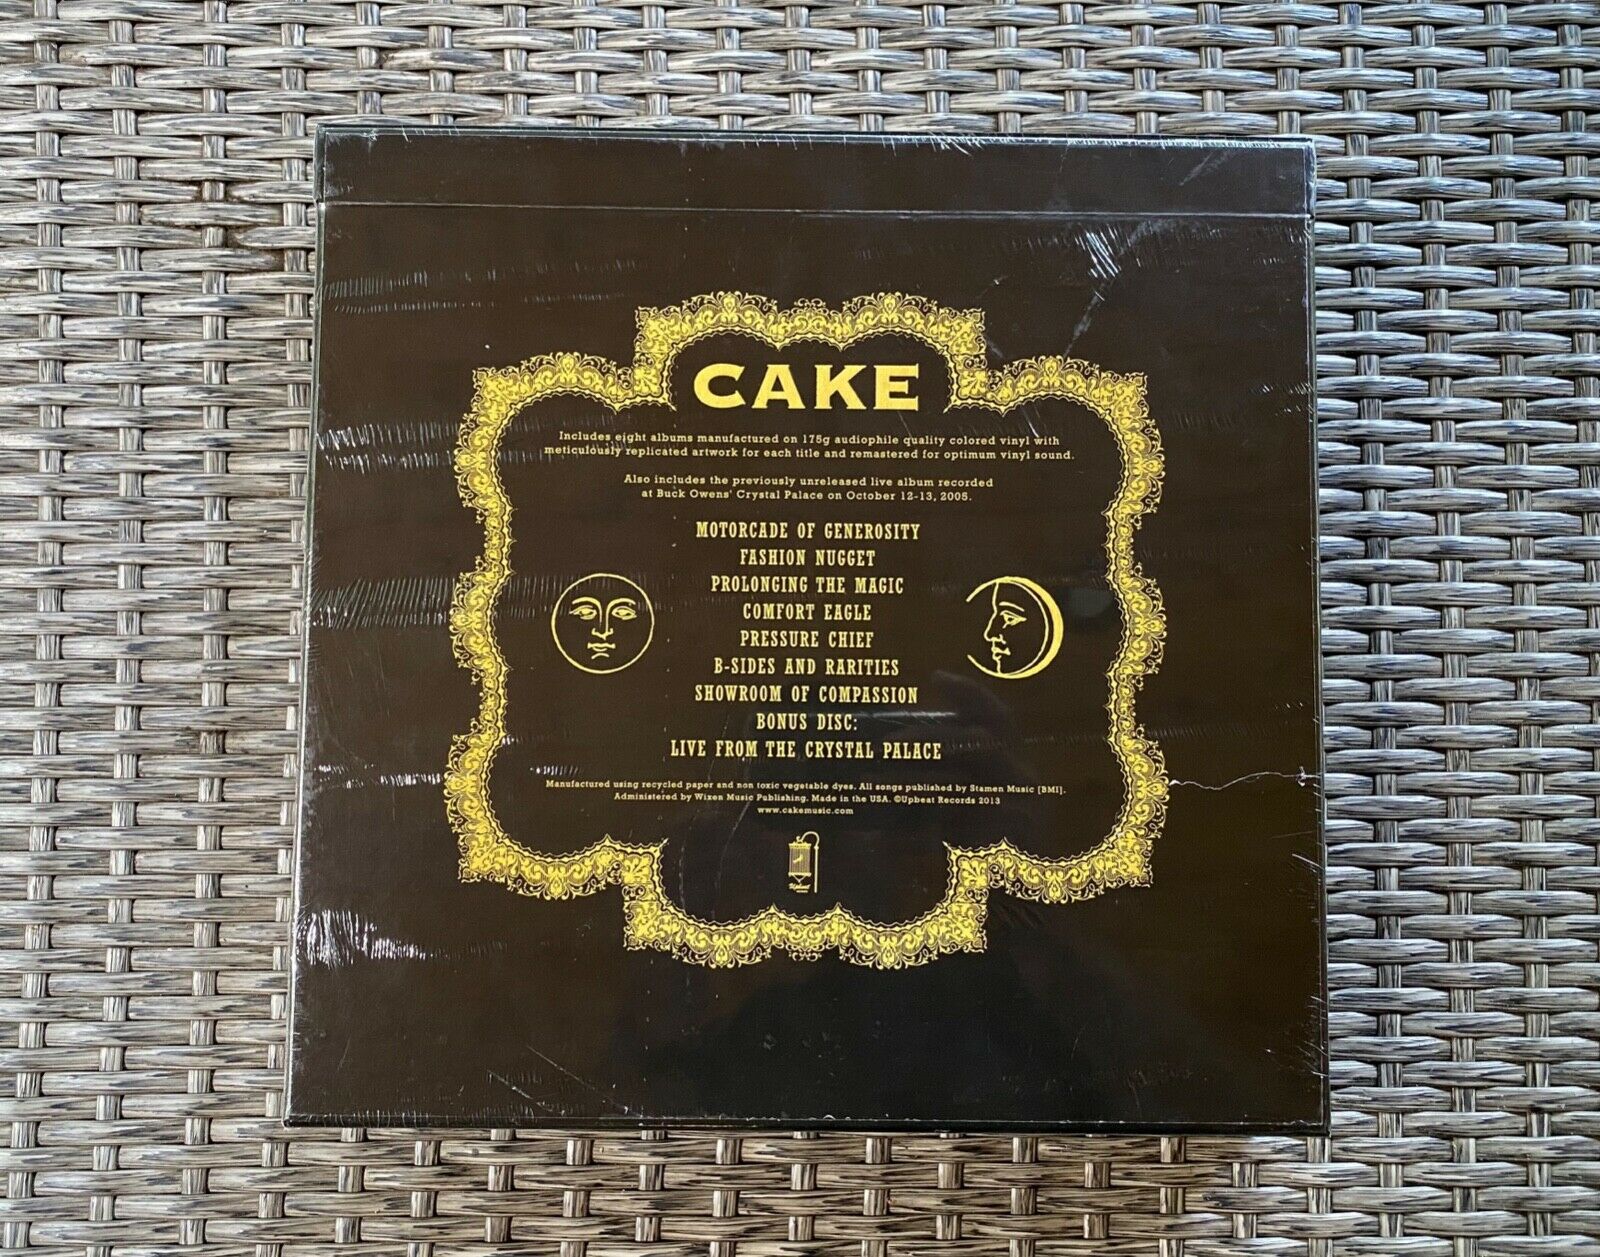 CAKE
Includes eight albums manufactured on 175g audiophile quality colored vinyl with
meticulously replicated artwork for each title and remastered for optimum vinyl sound.
Also includes the previously unreleased live album recorded
at Buck Owens' Crystal Palace on October 12-13, 2005.
MOTORCADE OF GENEROSITY
FASHION NUGGET
PROLONGING THE MAGIC
COMFORT EAGLE
PRESSURE CHIEF
B-SIDES AND RARITIES
SHOWROOM OF COMPASSION
BONUS DISC:
LIVE FROM THE CRYSTAL PALACE
Manufactured using recycled paper and non toxic vegetable dyes. All songs published by Stamen Music [BMI].
Administered by Wixen Music Publishing. Made in the USA. ©Upbeat Records 2013
www.cakemusic.com
Upbeat